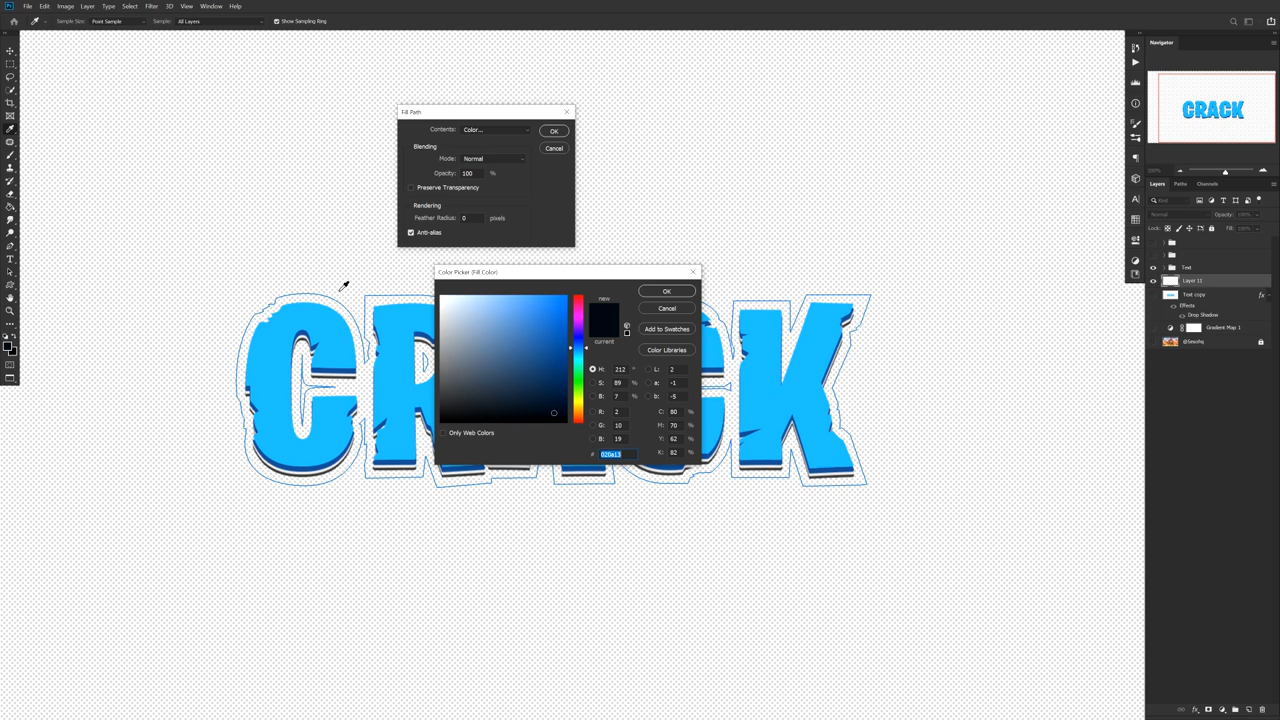 Ps File Edit Image Layer Type Select Filter 3D View Window Help
Sample Size: Point Sample Sample: All Layers Show Sampling Ring
Navigator
CRACK
Layers Paths Channels
Kind
Normal Opacity:
Lock: Fill:
Text
Layer 11
Text copy fx
Effects
Drop Shadow
Gradient Map 1
Fill Path
Contents: Color...
OK
Blending
Cancel
Mode: Normal
Opacity: 100 %
Preserve Transparency
Rendering
Feather Radius: 0 pixels
Anti-alias
Color Picker (Fill Color)
new
current
OK
Cancel
Add to Swatches
Color Libraries
H: 212 ° L: 2
S: 89 % a: -1
B: 7 % b: -5
R: 2 C: 80 %
G: 10 M: 70 %
B: 19 Y: 62 %
# 020a13 K: 82 %
Only Web Colors
fx